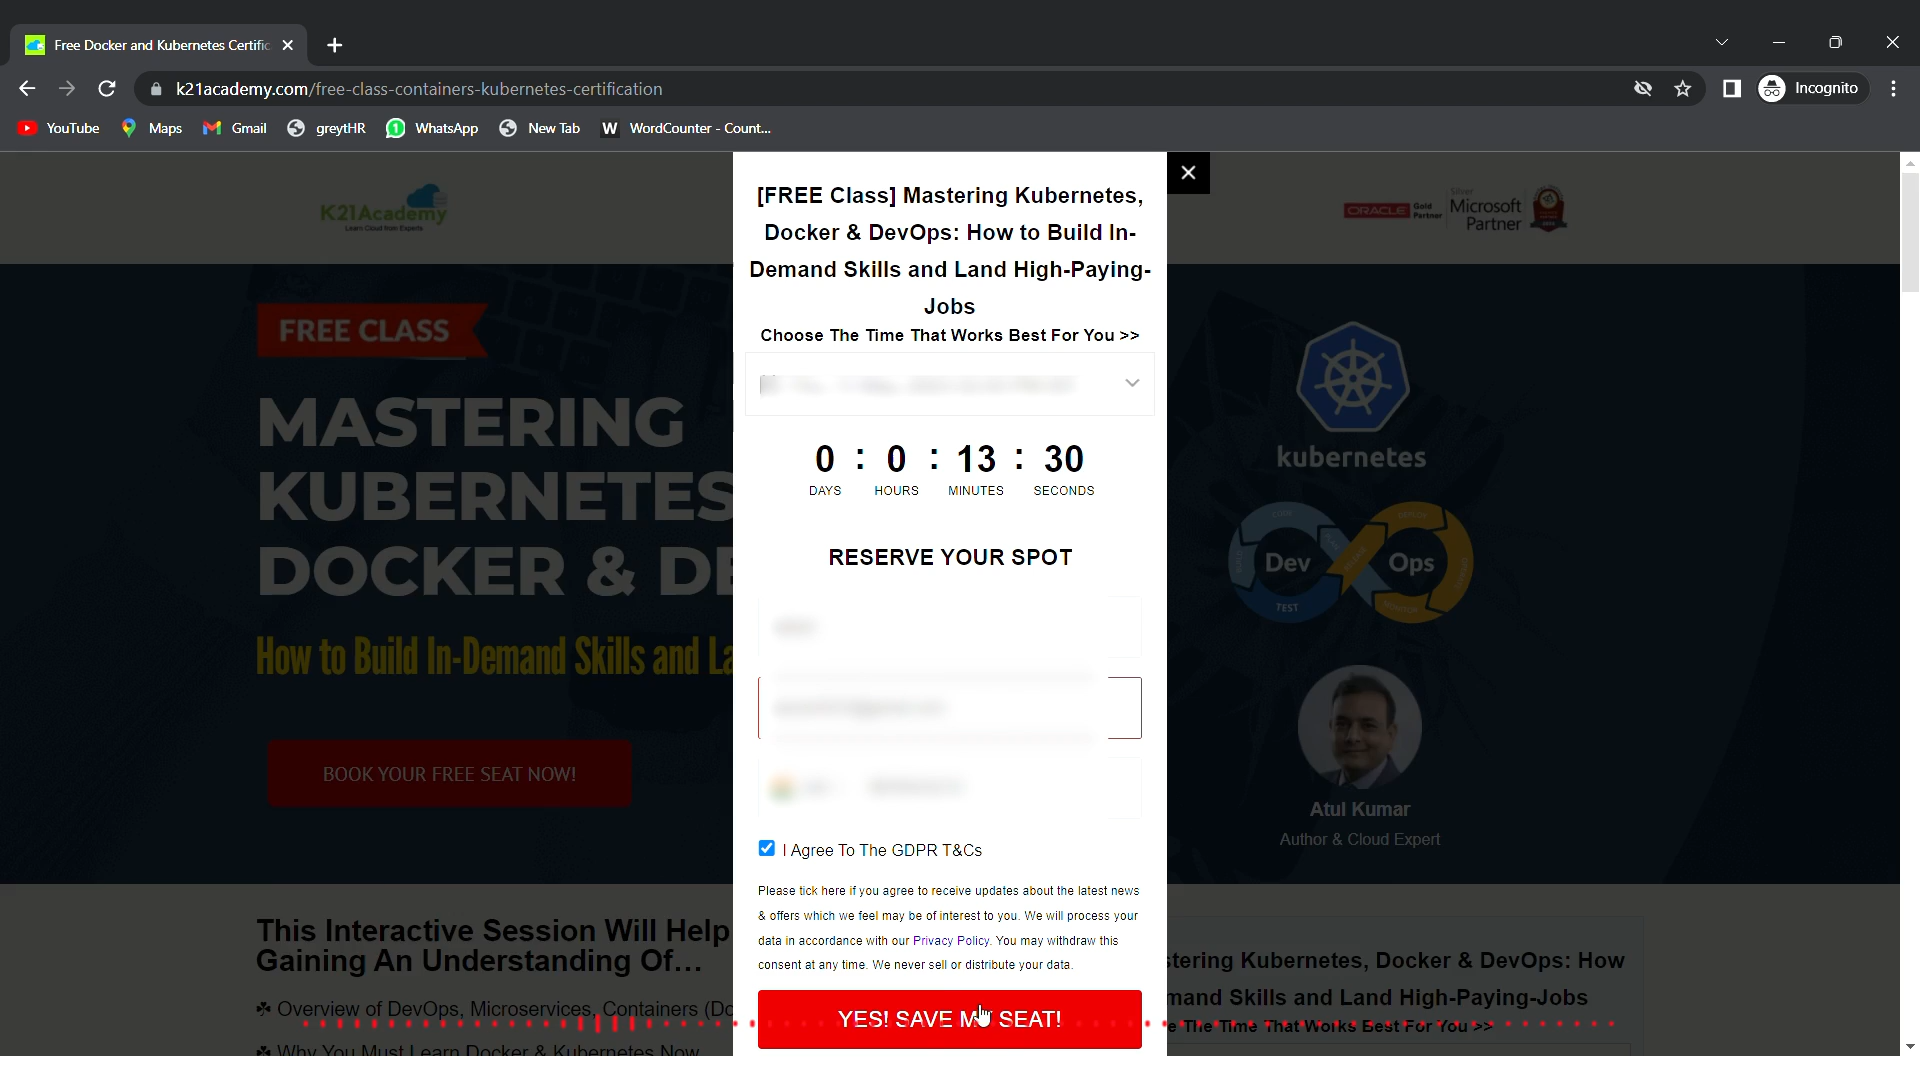 Free Docker and Kubernetes Certific
k21academy.com/free-class-containers-kubernetes-certification
Incognito
YouTube
Maps
Gmail
greytHR
WhatsApp
New Tab
W WordCounter - Count...
K21Academy
Learn Cloud from Experts
ORACLE Gold Partner
Silver
Microsoft
Partner
[FREE Class] Mastering Kubernetes,
Docker & DevOps: How to Build In-
Demand Skills and Land High-Paying-
Jobs
Choose The Time That Works Best For You >>
0 : 0 : 13 : 30
DAYS HOURS MINUTES SECONDS
RESERVE YOUR SPOT
I Agree To The GDPR T&Cs
Please tick here if you agree to receive updates about the latest news
& offers which we feel may be of interest to you. We will process your
data in accordance with our Privacy Policy. You may withdraw this
consent at any time. We never sell or distribute your data.
YES! SAVE MY SEAT!
FREE CLASS
MASTERING
KUBERNETES
DOCKER & DE
How to Build In-Demand Skills and La
BOOK YOUR FREE SEAT NOW!
kubernetes
Dev Ops
TEST
Atul Kumar
Author & Cloud Expert
This Interactive Session Will Help
Gaining An Understanding Of...
Overview of DevOps, Microservices, Containers (Do
Why You Must Learn Docker & Kubernetes Now
stering Kubernetes, Docker & DevOps: How
mand Skills and Land High-Paying-Jobs
e The Time That Works Best For You >>